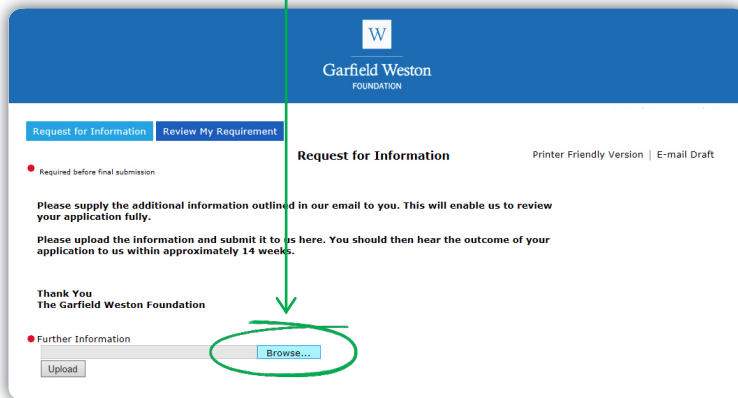 W
Garfield Weston
FOUNDATION
Request for Information Review My Requirement
Request for Information Printer Friendly Version | E-mail Draft
Required before final submission
Please supply the additional information outlined in our email to you. This will enable us to review
your application fully.
Please upload the information and submit it to us here. You should then hear the outcome of your
application to us within approximately 14 weeks.
Thank You
The Garfield Weston Foundation
Further Information
Browse...
Upload